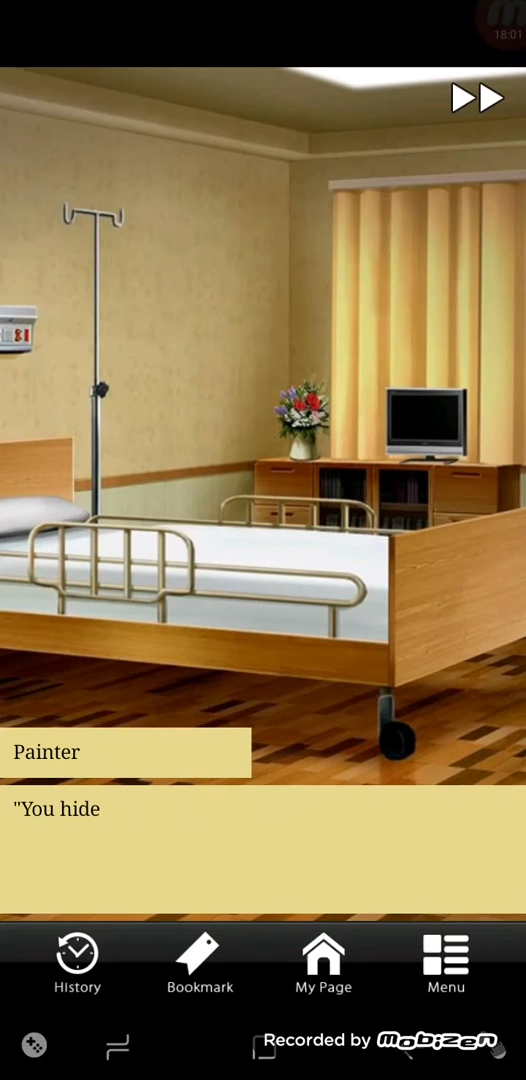 18:01
Painter
"You hide
History
Bookmark
My Page
Menu
Recorded by Mobizen